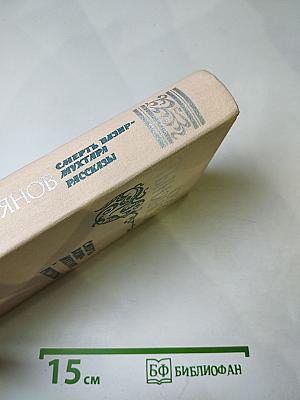 ЯНОВ
СМЕРТЬ ВАЗИР-
МУХТАРА
РАССКАЗЫ
15 см
БФ БИБЛИОФАН